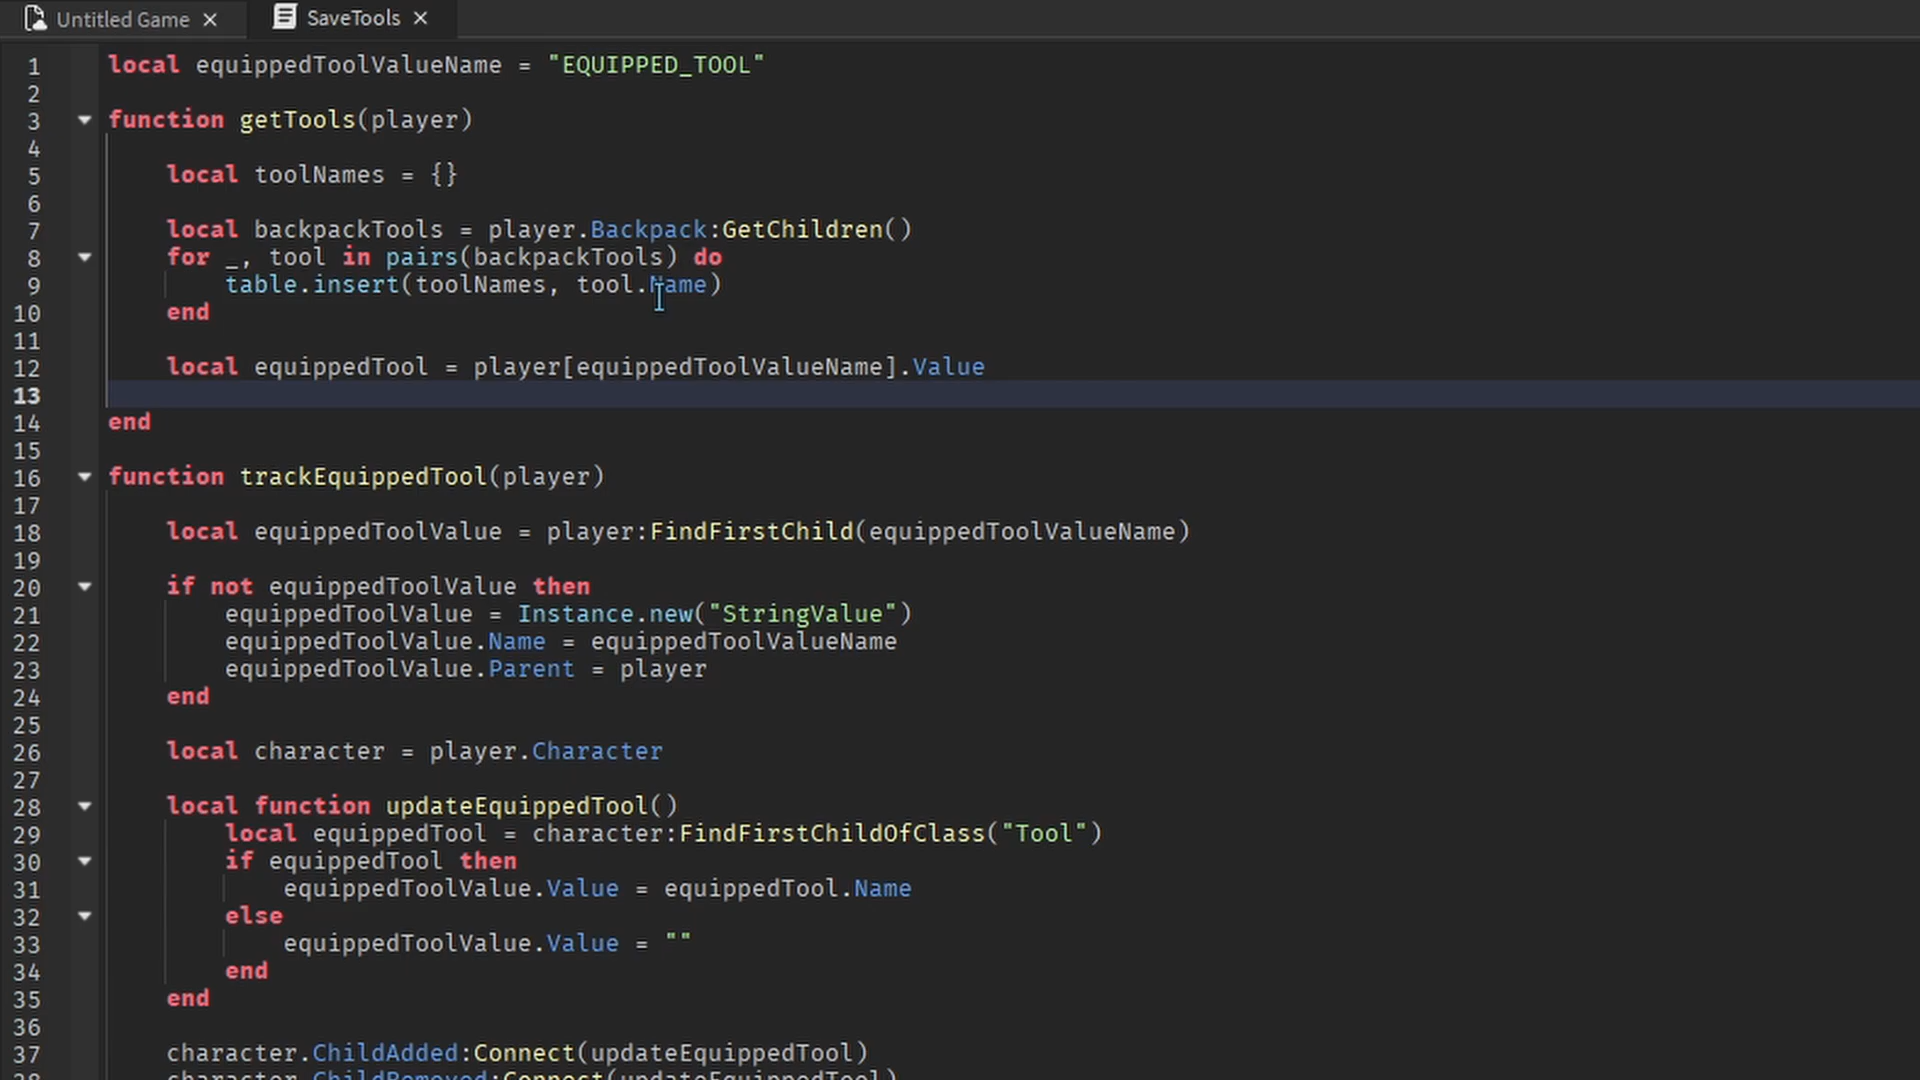 Untitled Game ×
SaveTools ×
1 local equippedToolValueName = "EQUIPPED_TOOL"
2
3 function getTools(player)
4
5 local toolNames = {}
6
7 local backpackTools = player.Backpack:GetChildren()
8 for _, tool in pairs(backpackTools) do
9 table.insert(toolNames, tool.Name)
10 end
11
12 local equippedTool = player[equippedToolValueName].Value
13
14 end
15
16 function trackEquippedTool(player)
17
18 local equippedToolValue = player:FindFirstChild(equippedToolValueName)
19
20 if not equippedToolValue then
21 equippedToolValue = Instance.new("StringValue")
22 equippedToolValue.Name = equippedToolValueName
23 equippedToolValue.Parent = player
24 end
25
26 local character = player.Character
27
28 local function updateEquippedTool()
29 local equippedTool = character:FindFirstChildOfClass("Tool")
30 if equippedTool then
31 equippedToolValue.Value = equippedTool.Name
32 else
33 equippedToolValue.Value = ""
34 end
35 end
36
37 character.ChildAdded:Connect(updateEquippedTool)
38 character.ChildRemoved:Connect(updateEquippedTool)